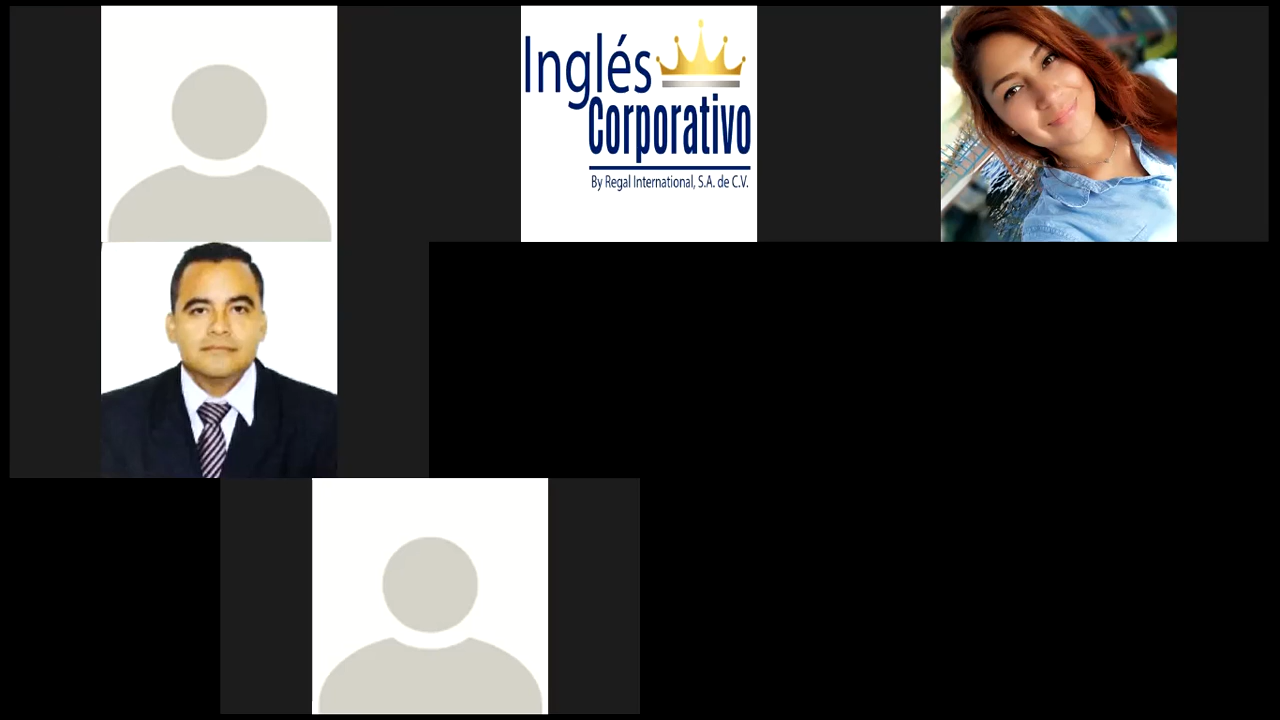 Inglés
Corporativo
By Regal International, S.A. de C.V.